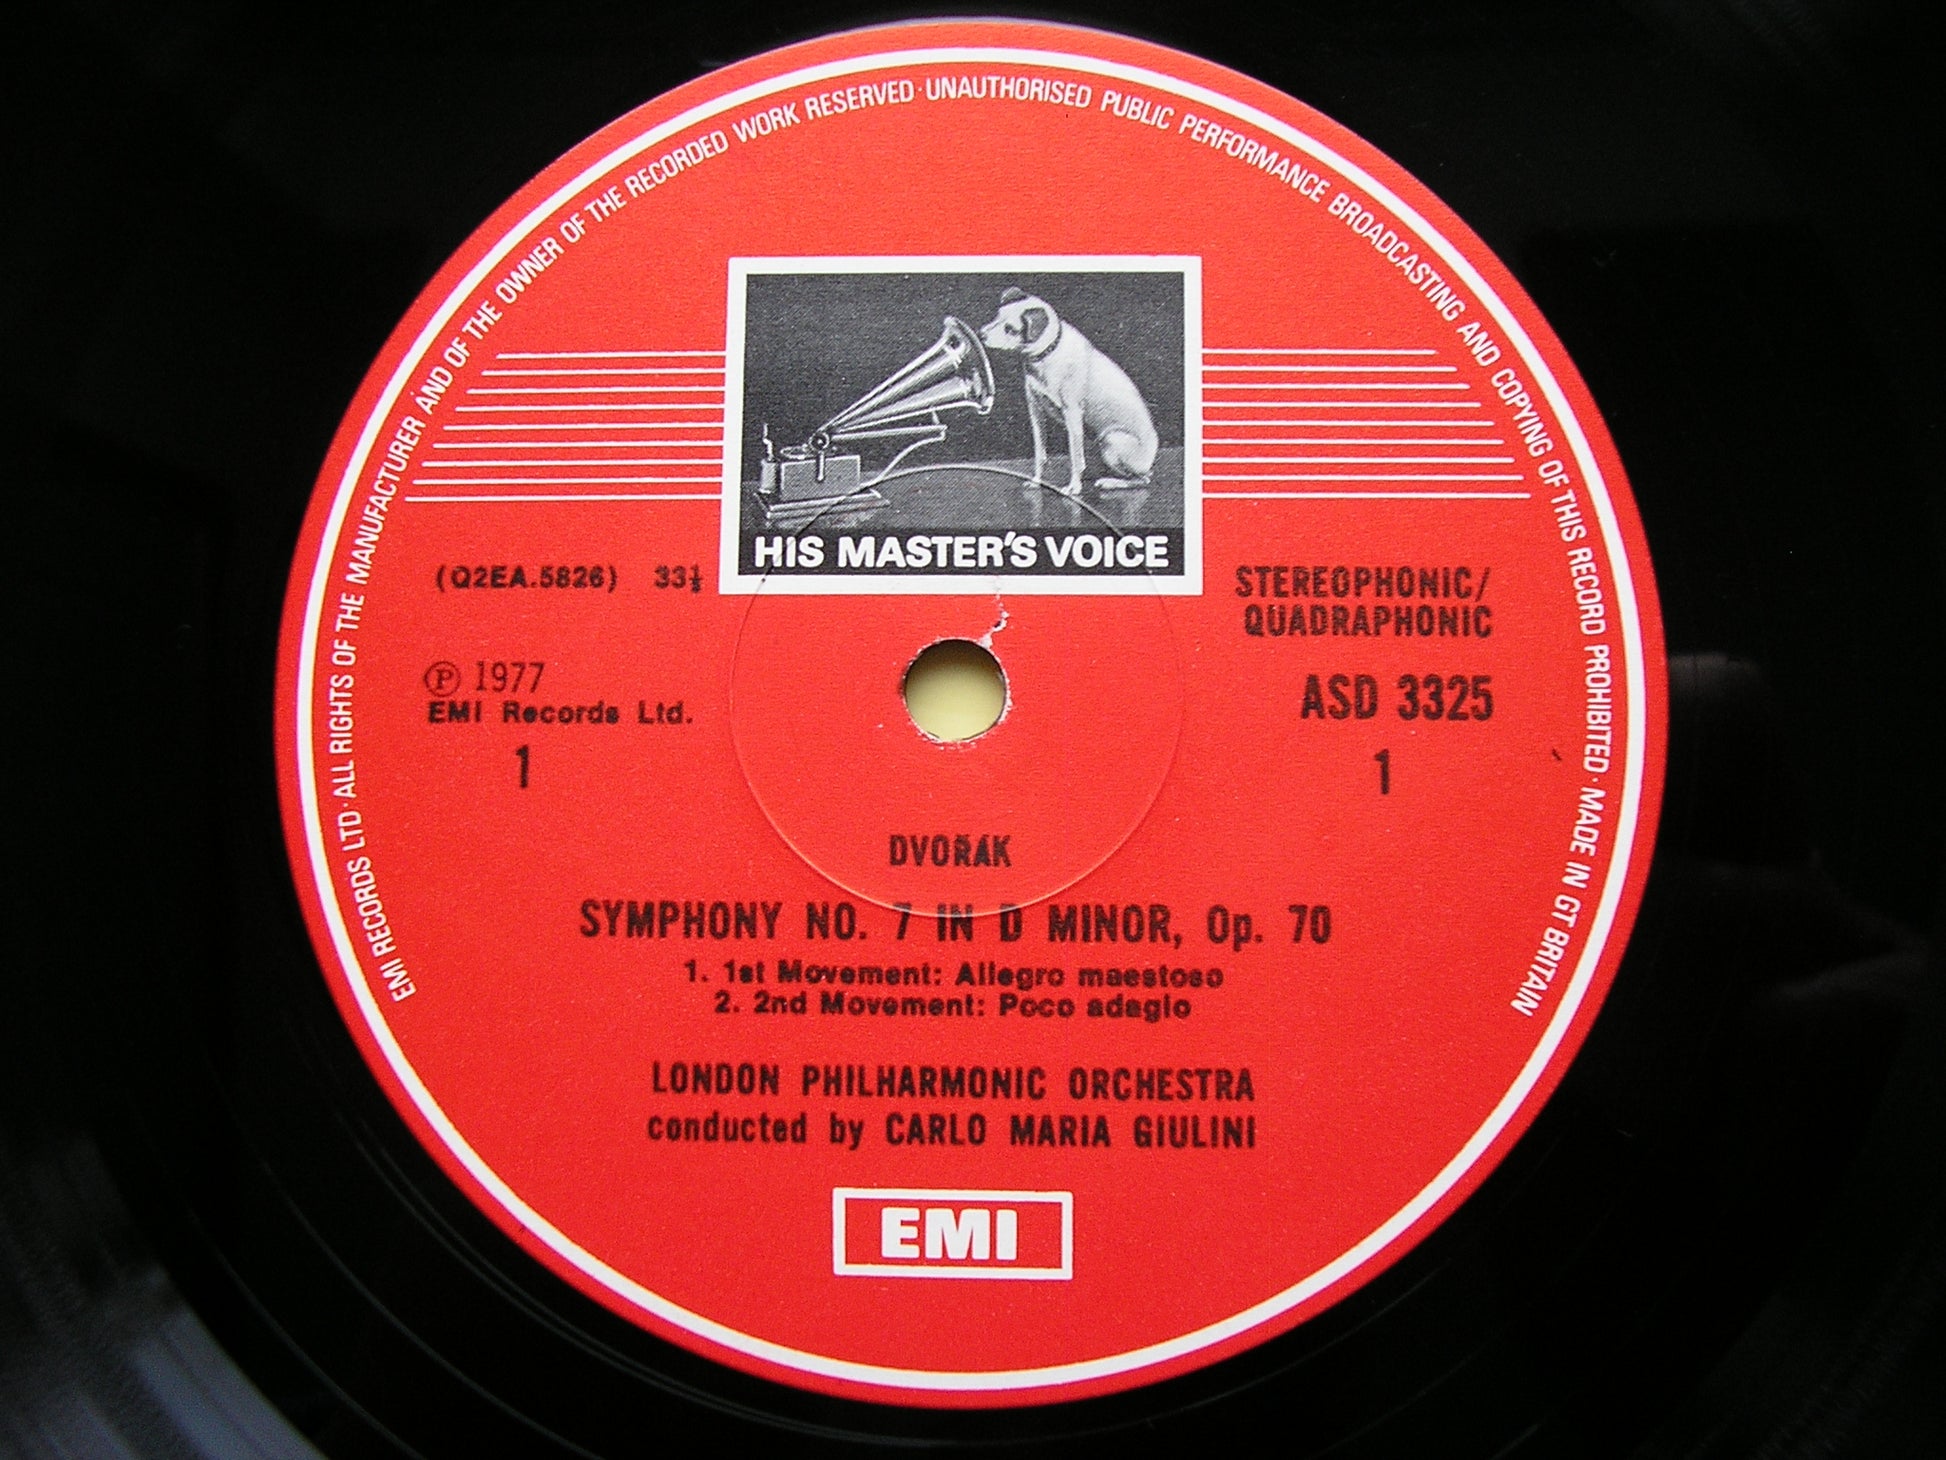 EMI RECORDS LTD · ALL RIGHTS OF THE MANUFACTURER AND OF THE OWNER OF THE RECORDED WORK RESERVED · UNAUTHORISED PUBLIC PERFORMANCE BROADCASTING AND COPYING OF THIS RECORD PROHIBITED · MADE IN GT BRITAIN
HIS MASTER'S VOICE
(Q2EA.5826) 33⅓
STEREOPHONIC/
QUADRAPHONIC
℗ 1977
EMI Records Ltd.
ASD 3325
1
1
DVOŘÁK
SYMPHONY NO. 7 IN D MINOR, Op. 70
1. 1st Movement: Allegro maestoso
2. 2nd Movement: Poco adagio
LONDON PHILHARMONIC ORCHESTRA
conducted by CARLO MARIA GIULINI
EMI